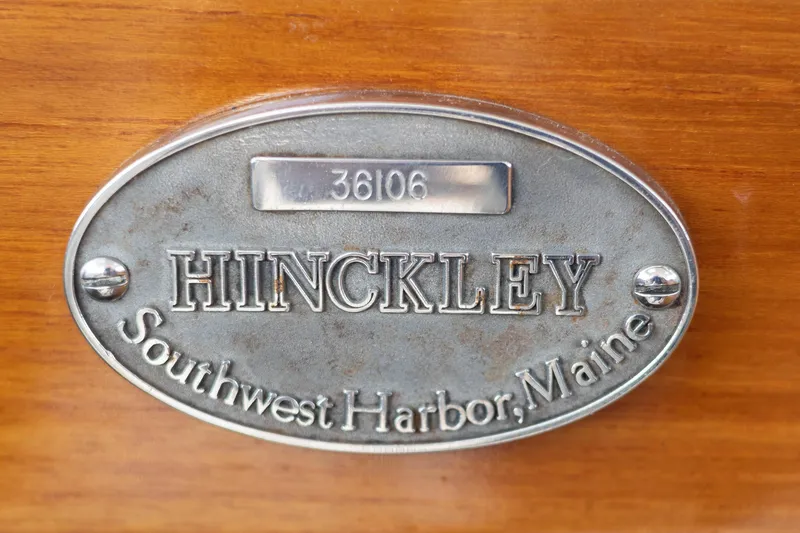 36106
HINCKLEY
Southwest Harbor, Maine